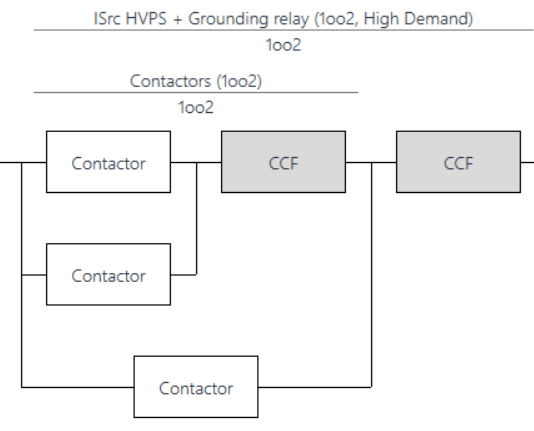 ISrc HVPS + Grounding relay (1oo2, High Demand)
1oo2
Contactors (1oo2)
1oo2
Contactor
CCF
CCF
Contactor
Contactor